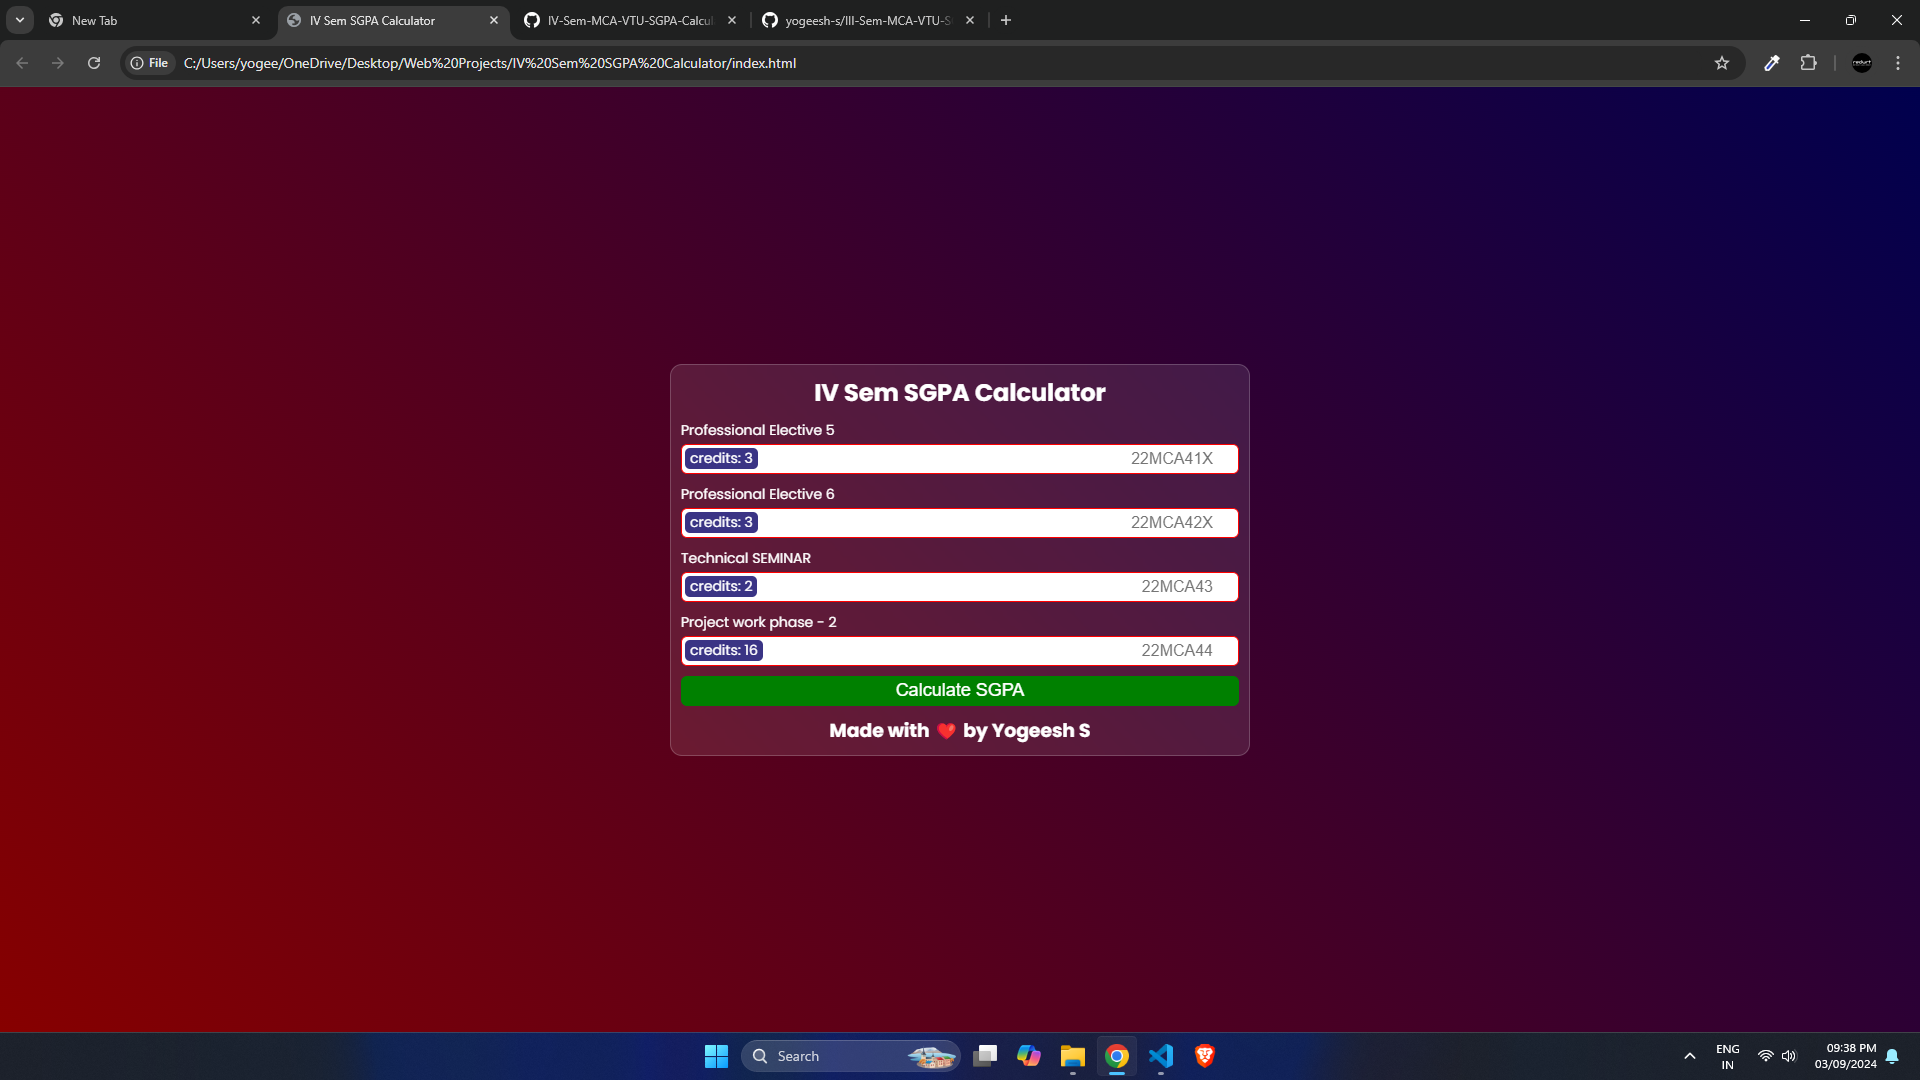 New Tab
IV Sem SGPA Calculator
IV-Sem-MCA-VTU-SGPA-Calcul
yogeesh-s/III-Sem-MCA-VTU-S
File
C:/Users/yogee/OneDrive/Desktop/Web%20Projects/IV%20Sem%20SGPA%20Calculator/index.html
IV Sem SGPA Calculator
Professional Elective 5
credits: 3 22MCA41X
Professional Elective 6
credits: 3 22MCA42X
Technical SEMINAR
credits: 2 22MCA43
Project work phase - 2
credits: 16 22MCA44
Calculate SGPA
Made with ❤️ by Yogeesh S
Search
ENG
IN
09:38 PM
03/09/2024